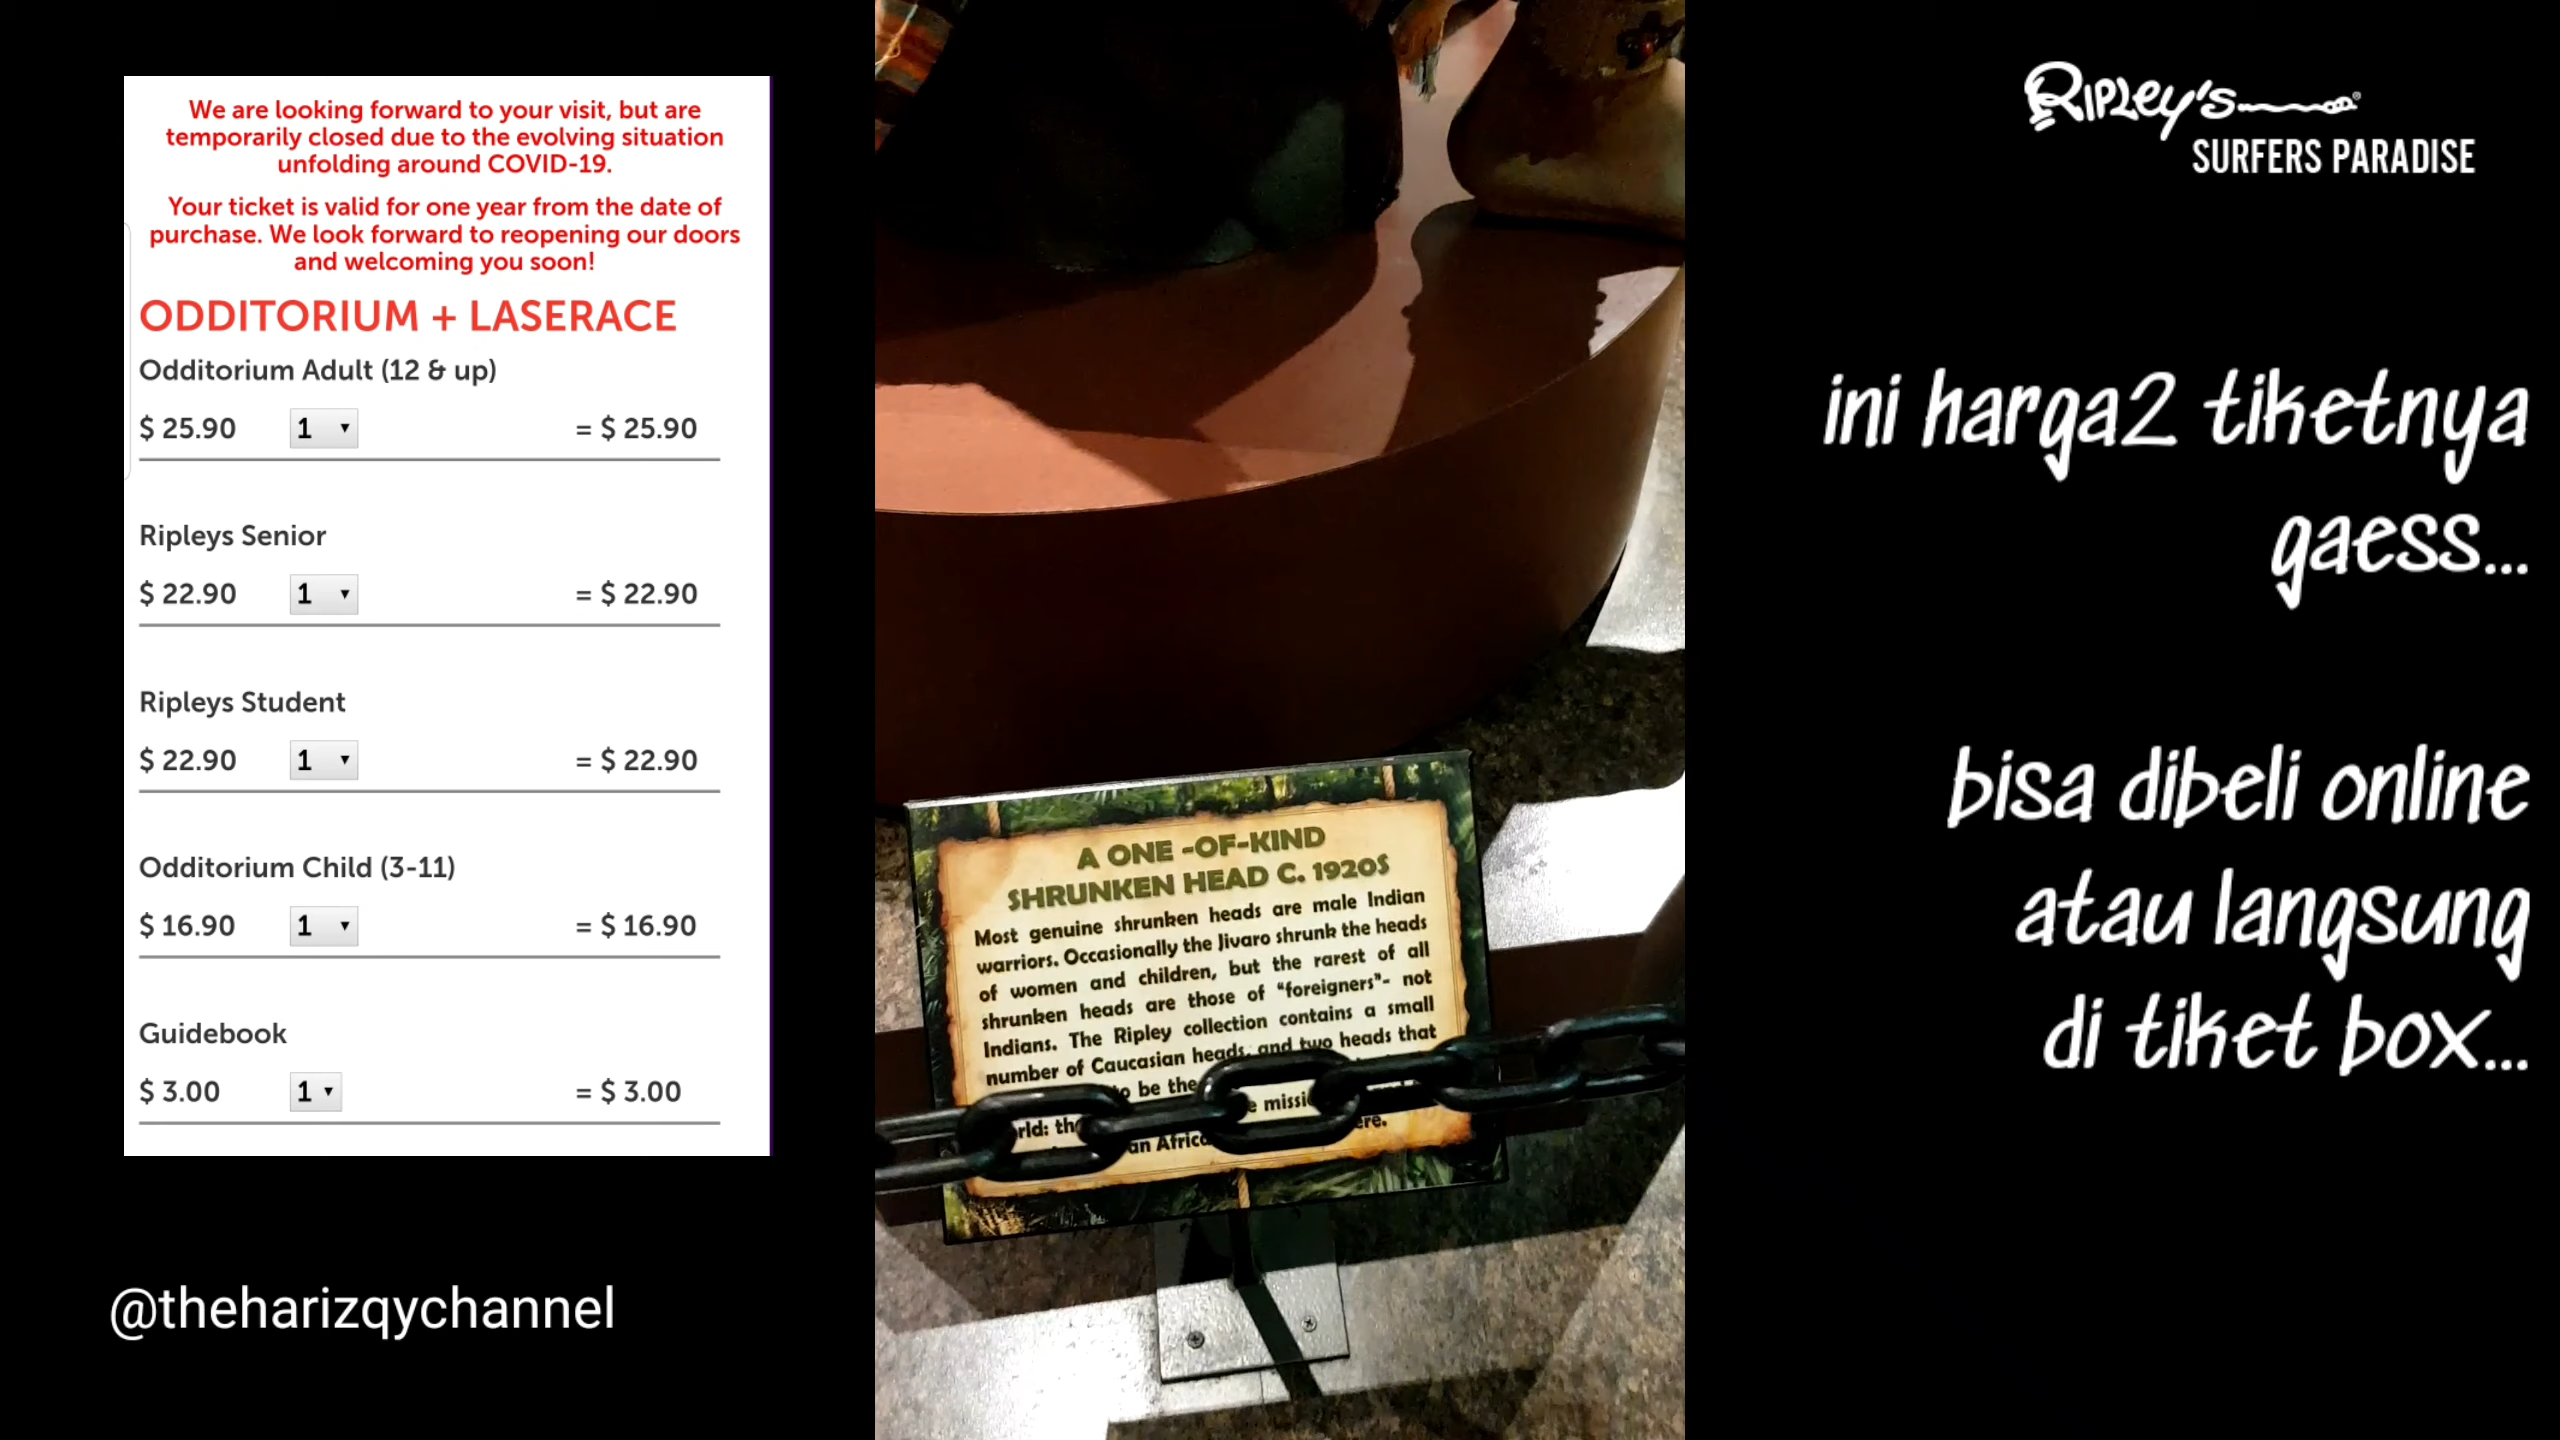 We are looking forward to your visit, but are
temporarily closed due to the evolving situation
unfolding around COVID-19.
Your ticket is valid for one year from the date of
purchase. We look forward to reopening our doors
and welcoming you soon!
ODDITORIUM + LASERACE
Odditorium Adult (12 & up)
$ 25.90 1 = $ 25.90
Ripleys Senior
$ 22.90 1 = $ 22.90
Ripleys Student
$ 22.90 1 = $ 22.90
Odditorium Child (3-11)
$ 16.90 1 = $ 16.90
Guidebook
$ 3.00 1 = $ 3.00
@theharizqychannel
A ONE -OF-KIND
SHRUNKEN HEAD C. 1920S
Most genuine shrunken heads are male Indian
warriors. Occasionally the Jivaro shrunk the heads
of women and children, but the rarest of all
shrunken heads are those of "foreigners"- not
Indians. The Ripley collection contains a small
number of Caucasian heads, and two heads that
be the
Ripley's
SURFERS PARADISE
ini harga2 tiketnya
gaess...
bisa dibeli online
atau langsung
di tiket box...